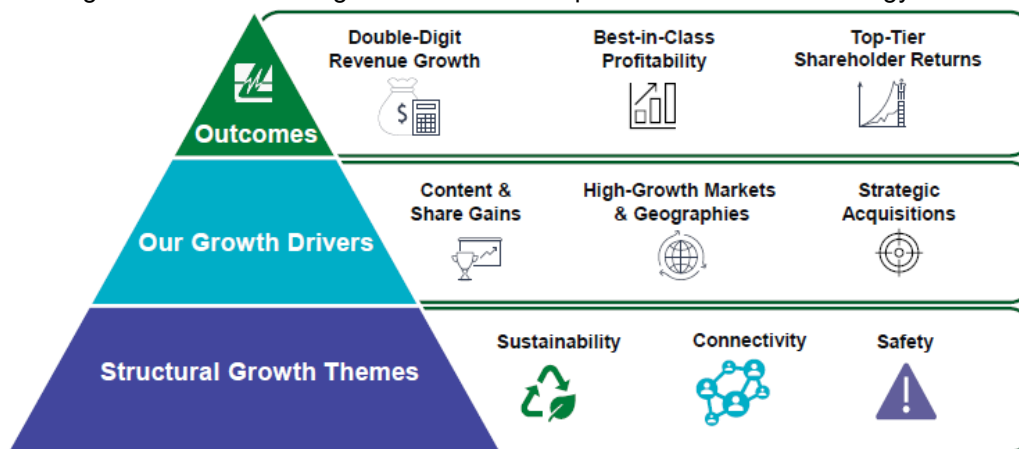 Double-Digit
Revenue Growth
Best-in-Class
Profitability
Top-Tier
Shareholder Returns
$
Outcomes
Content &
Share Gains
High-Growth Markets
& Geographies
Strategic
Acquisitions
Our Growth Drivers
Sustainability
Connectivity
Safety
Structural Growth Themes
!